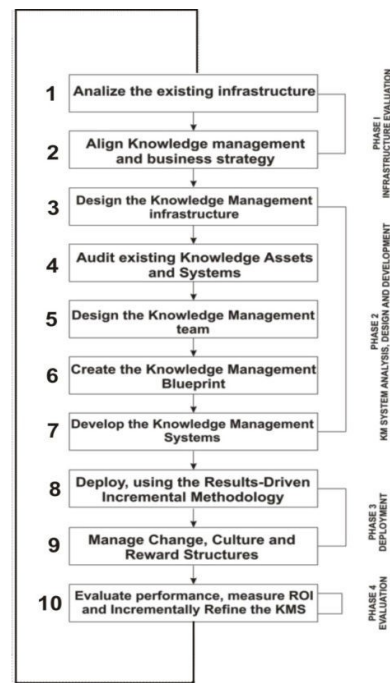 1
Analize the existing infrastructure
2
Align Knowledge management
and business strategy
PHASE I
INFRASTRUCTURE EVALUATION
3
Design the Knowledge Management
infrastructure
4
Audit existing Knowledge Assets
and Systems
5
Design the Knowledge Management
team
6
Create the Knowledge Management
Blueprint
7
Develop the Knowledge Management
Systems
PHASE 2
KM SYSTEM ANALYSIS, DESIGN AND DEVELOPMENT
8
Deploy, using the Results-Driven
Incremental Methodology
9
Manage Change, Culture and
Reward Structures
PHASE 3
DEPLOYMENT
10
Evaluate performance, measure ROI
and Incrementally Refine the KMS
PHASE 4
EVALUATION